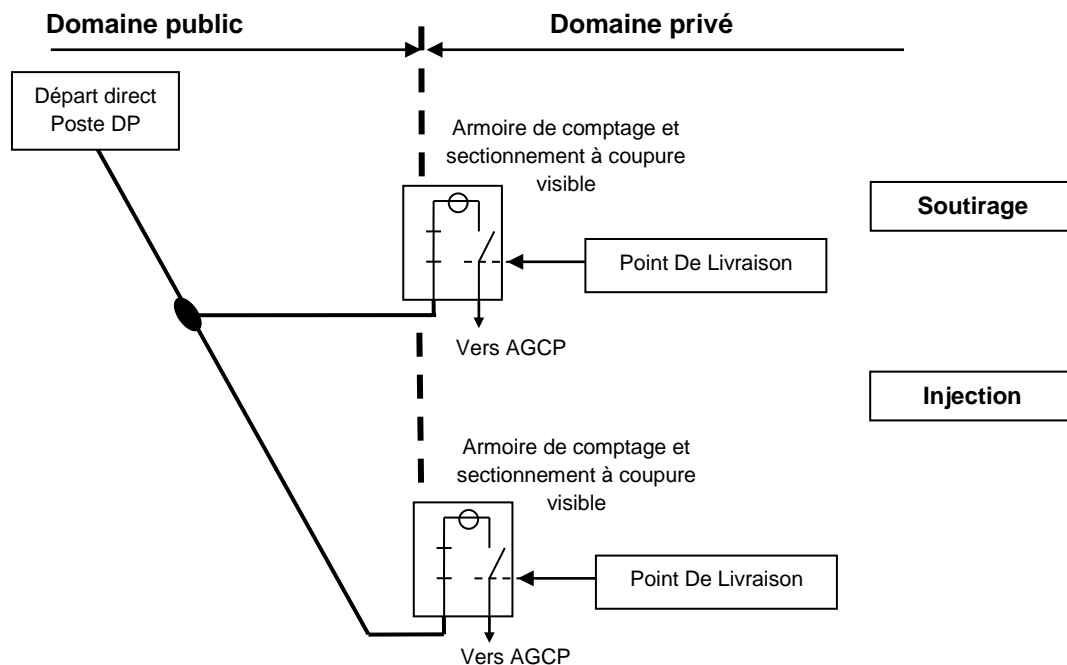 Domaine public
Domaine privé
Départ direct
Poste DP
Armoire de comptage et
sectionnement à coupure
visible
Soutirage
Point De Livraison
Vers AGCP
Injection
Armoire de comptage et
sectionnement à coupure
visible
Point De Livraison
Vers AGCP